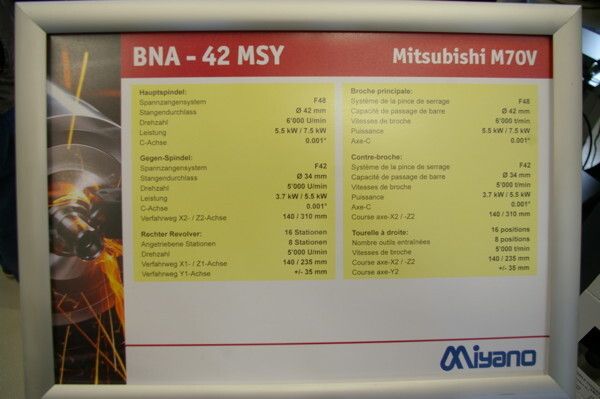 BNA - 42 MSY
Mitsubishi M70V
Hauptspindel:
Spannzangensystem F48
Stangendurchlass Ø 42 mm
Drehzahl 6'000 U/min
Leistung 5.5 kW / 7.5 kW
C-Achse 0.001°
Gegen-Spindel:
Spannzangensystem F42
Stangendurchlass Ø 34 mm
Drehzahl 5'000 U/min
Leistung 3.7 kW / 5.5 kW
C-Achse 0.001°
Verfahrweg X2- / Z2-Achse 140 / 310 mm
Rechter Revolver: 16 Stationen
Angetriebene Stationen 8 Stationen
Drehzahl 5'000 U/min
Verfahrweg X1- / Z1-Achse 140 / 235 mm
Verfahrweg Y1-Achse +/- 35 mm
Broche principale:
Système de la pince de serrage F48
Capacité de passage de barre Ø 42 mm
Vitesses de broche 6'000 t/min
Puissance 5.5 kW / 7.5 kW
Axe-C 0.001°
Contre-broche:
Système de la pince de serrage F42
Capacité de passage de barre Ø 34 mm
Vitesses de broche 5'000 t/min
Puissance 3.7 kW / 5.5 kW
Axe-C 0.001°
Course axe-X2 / -Z2 140 / 310 mm
Tourelle à droite: 16 positions
Nombre outils entraînées 8 positions
Vitesses de broche 5'000 t/min
Course axe-X2 / -Z2 140 / 235 mm
Course axe-Y2 +/- 35 mm
Miyano